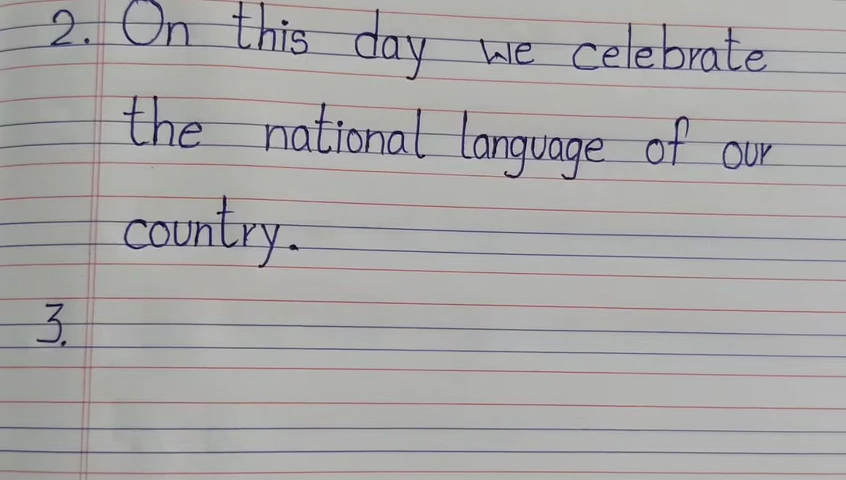 2. On this day we celebrate
the national language of our
country.
3.